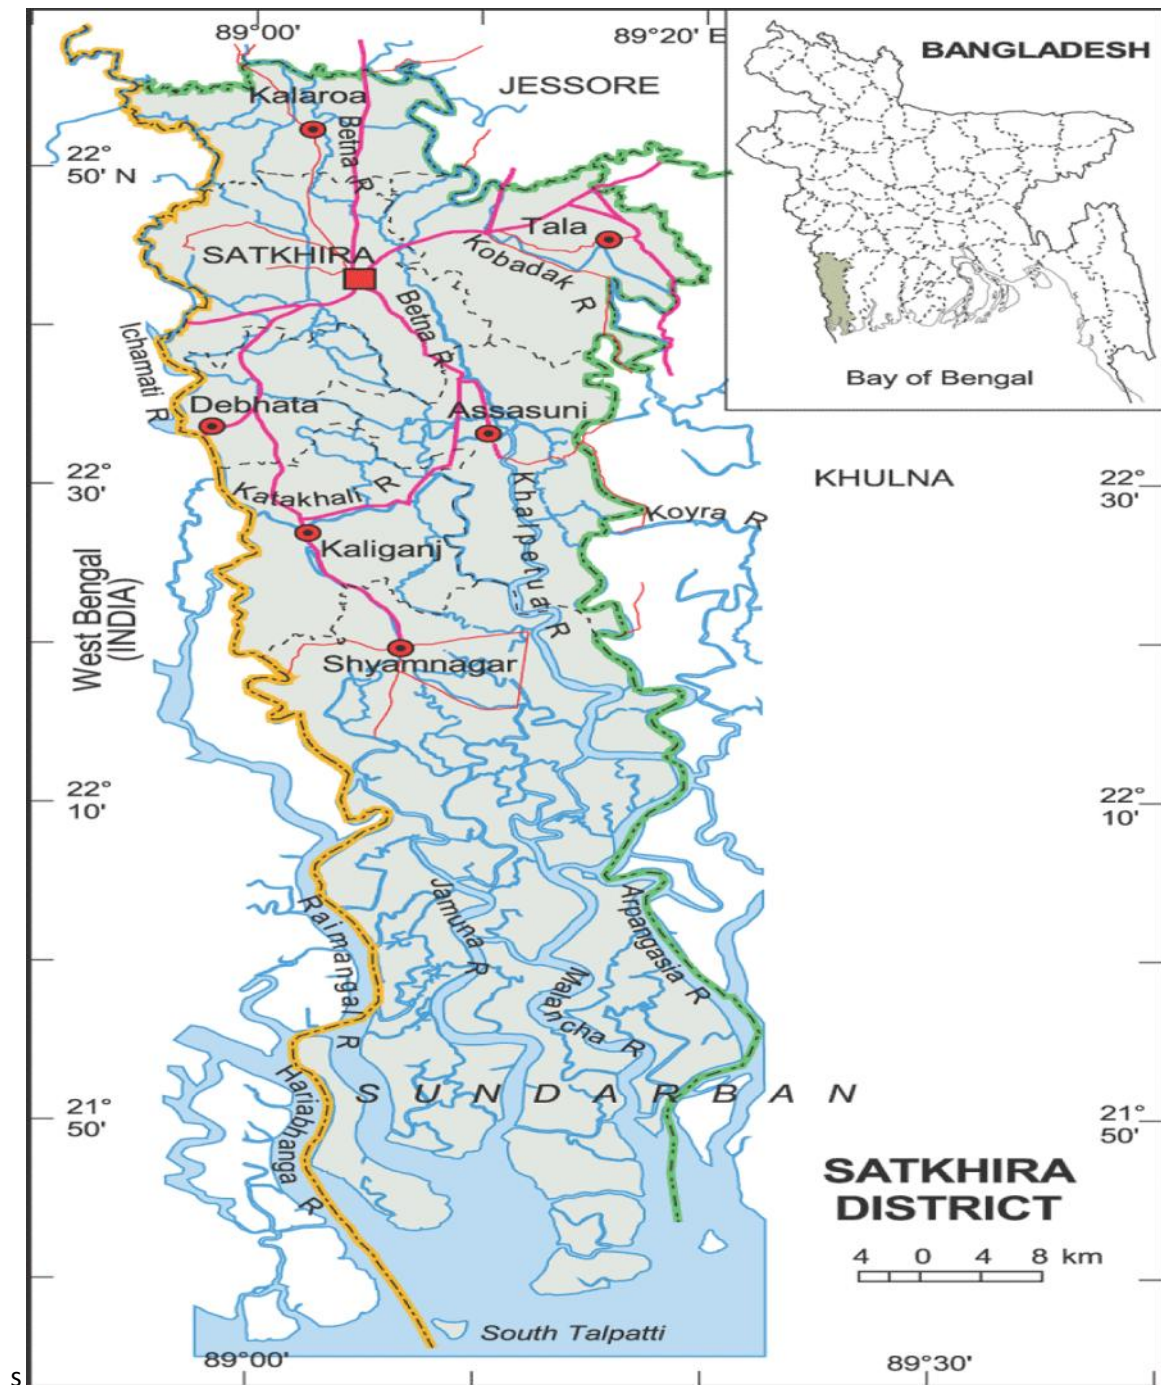 89°00'
89°20' E
BANGLADESH
JESSORE
Kalaroa
Betna R
22°
50' N
Tala
SATKHIRA
Kobadak R
Betna R
Ichamati R
Bay of Bengal
Debhata
Assasuni
22°
30'
KHULNA
22°
30'
Katakhali R
Khalpetua R
Koyra R
Kaliganj
West Bengal
(INDIA)
Shyamnagar
22°
10'
22°
10'
Jamuna R
Arpangasia R
Raimangal R
Malancha R
SUNDARBAN
Hariabhanga R
21°
50'
21°
50'
SATKHIRA
DISTRICT
4 0 4 8 km
South Talpatti
89°00'
89°30'
s